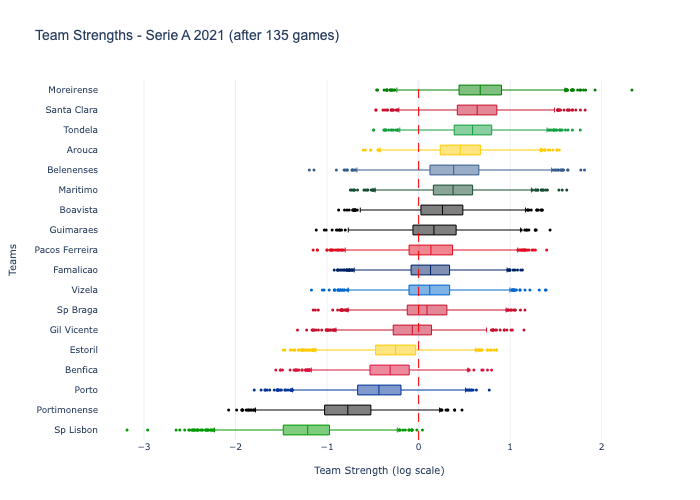 Team Strengths - Serie A 2021 (after 135 games)
Moreirense
Santa Clara
Tondela
Arouca
Belenenses
Maritimo
Boavista
Guimaraes
Pacos Ferreira
Famalicao
Vizela
Sp Braga
Gil Vicente
Estoril
Benfica
Porto
Portimonense
Sp Lisbon
Teams
−3 −2 −1 0 1 2
Team Strength (log scale)